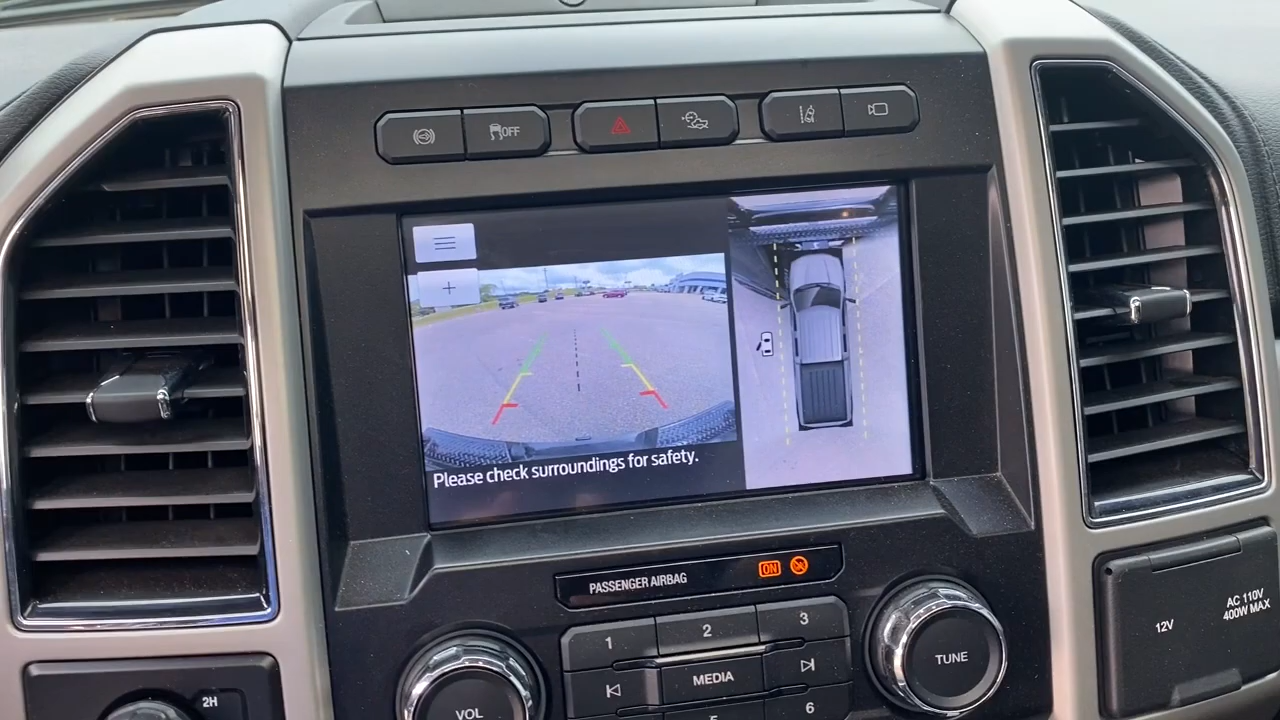 OFF
Please check surroundings for safety.
PASSENGER AIRBAG ON
1 2 3
MEDIA
5 6
VOL
TUNE
2H
12V
AC 110V
400W MAX